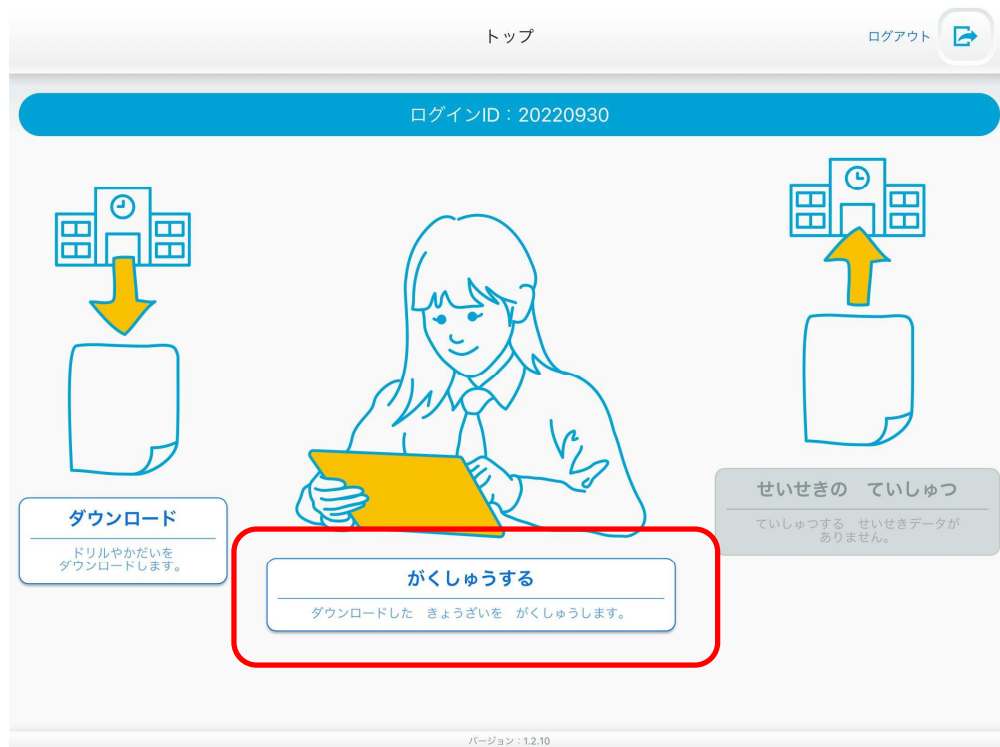 トップ
ログアウト
ログインID：20220930
ダウンロード
ドリルやかだいを
ダウンロードします。
がくしゅうする
ダウンロードした　きょうざいを　がくしゅうします。
せいせきの　ていしゅつ
ていしゅつする　せいせきデータが
ありません。
バージョン：1.2.10